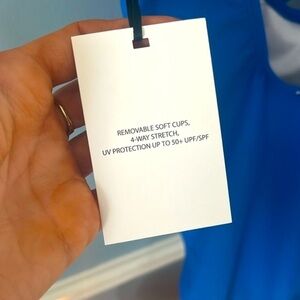 REMOVABLE SOFT CUPS,
4-WAY STRETCH,
UV PROTECTION UP TO 50+ UPF/SPF